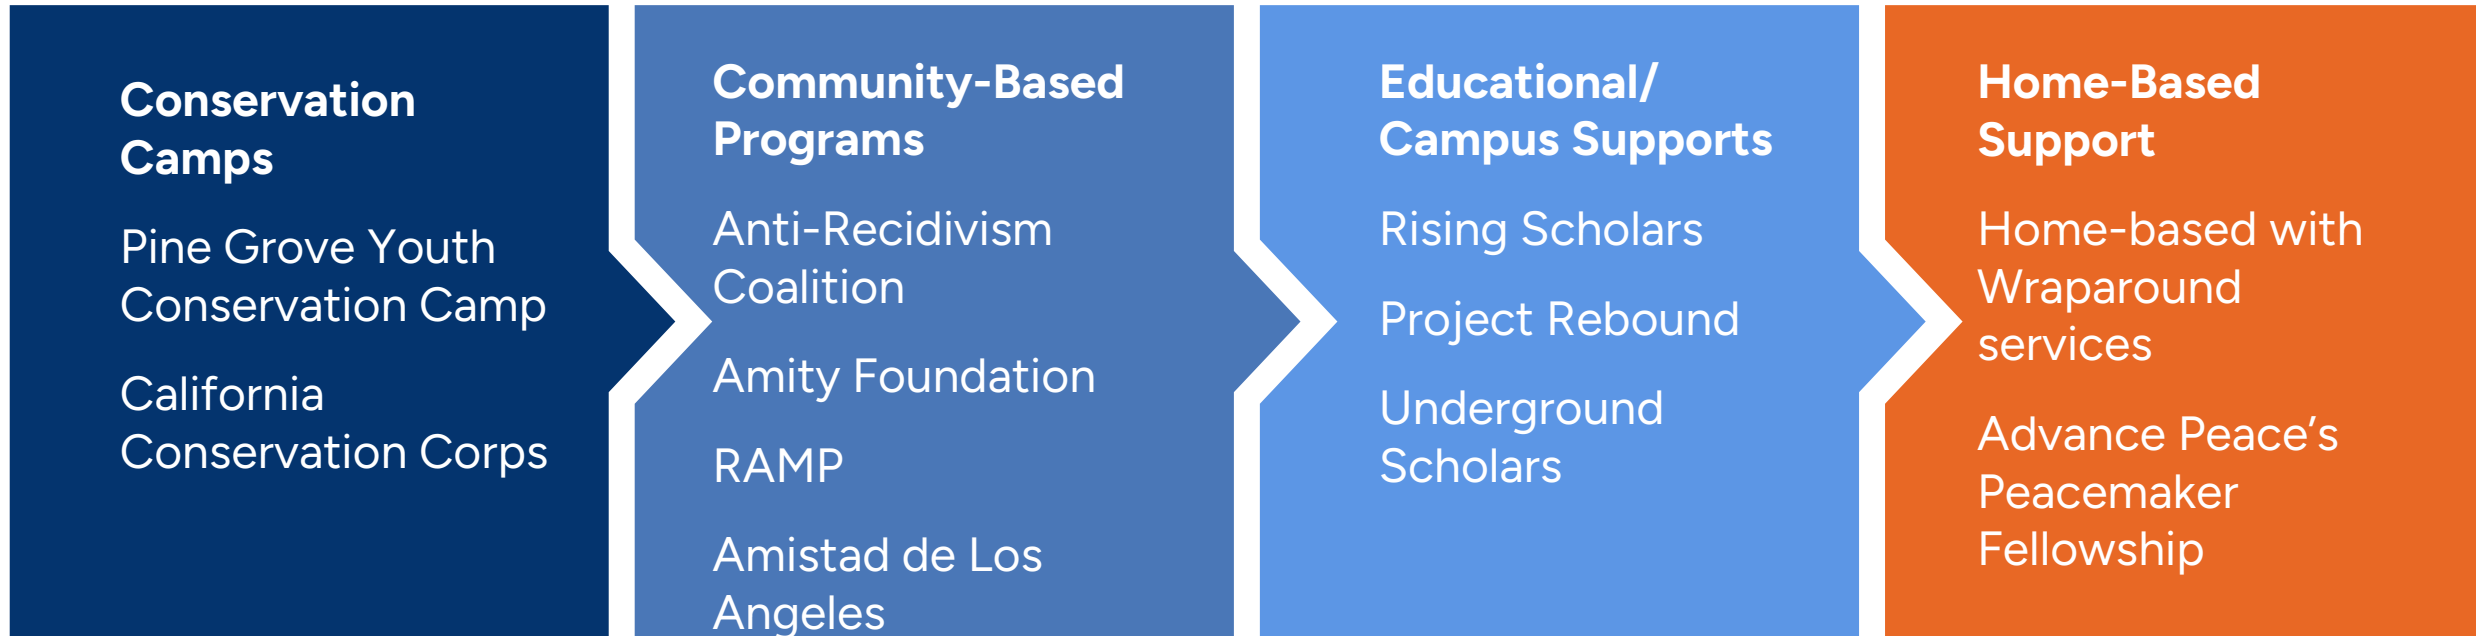 Conservation
Camps
Pine Grove Youth
Conservation Camp
California
Conservation Corps
Community-Based
Programs
Anti-Recidivism
Coalition
Amity Foundation
RAMP
Amistad de Los
Angeles
Educational/
Campus Supports
Rising Scholars
Project Rebound
Underground
Scholars
Home-Based
Support
Home-based with
Wraparound
services
Advance Peace’s
Peacemaker
Fellowship